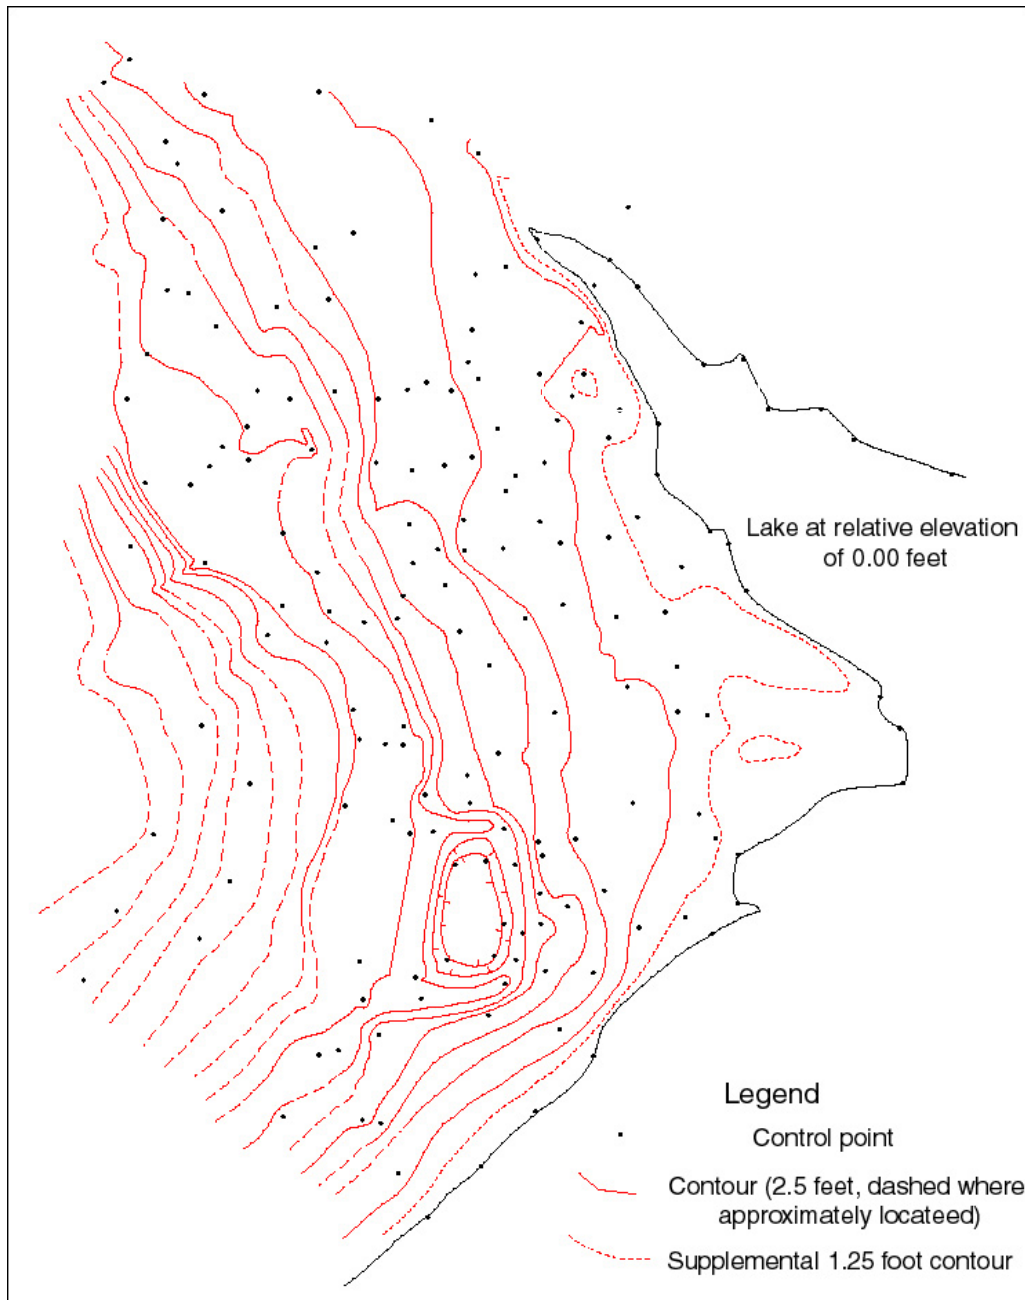 Lake at relative elevation
of 0.00 feet
Legend
Control point
Contour (2.5 feet, dashed where
approximately locateed)
Supplemental 1.25 foot contour